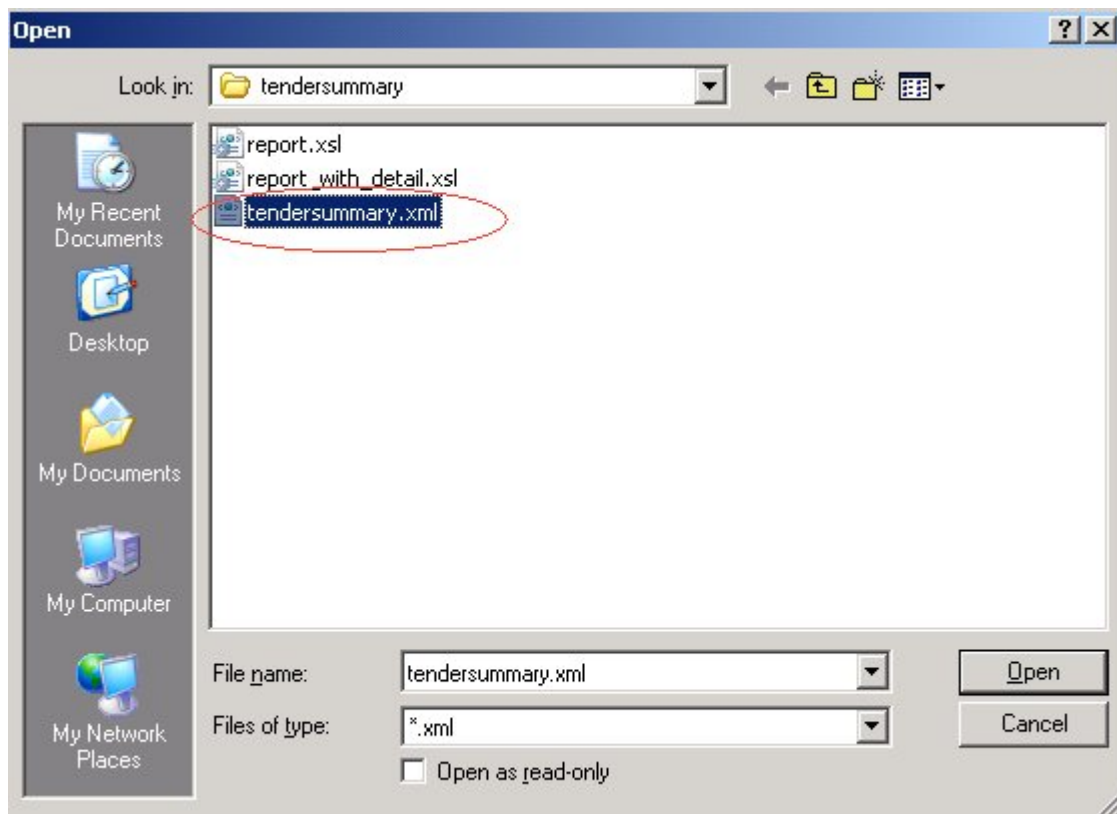 Open
Look in: tendersummary
report.xsl
report_with_detail.xsl
tendersummary.xml
My Recent
Documents
Desktop
My Documents
My Computer
My Network
Places
File name: tendersummary.xml
Open
Files of type: *.xml
Cancel
Open as read-only